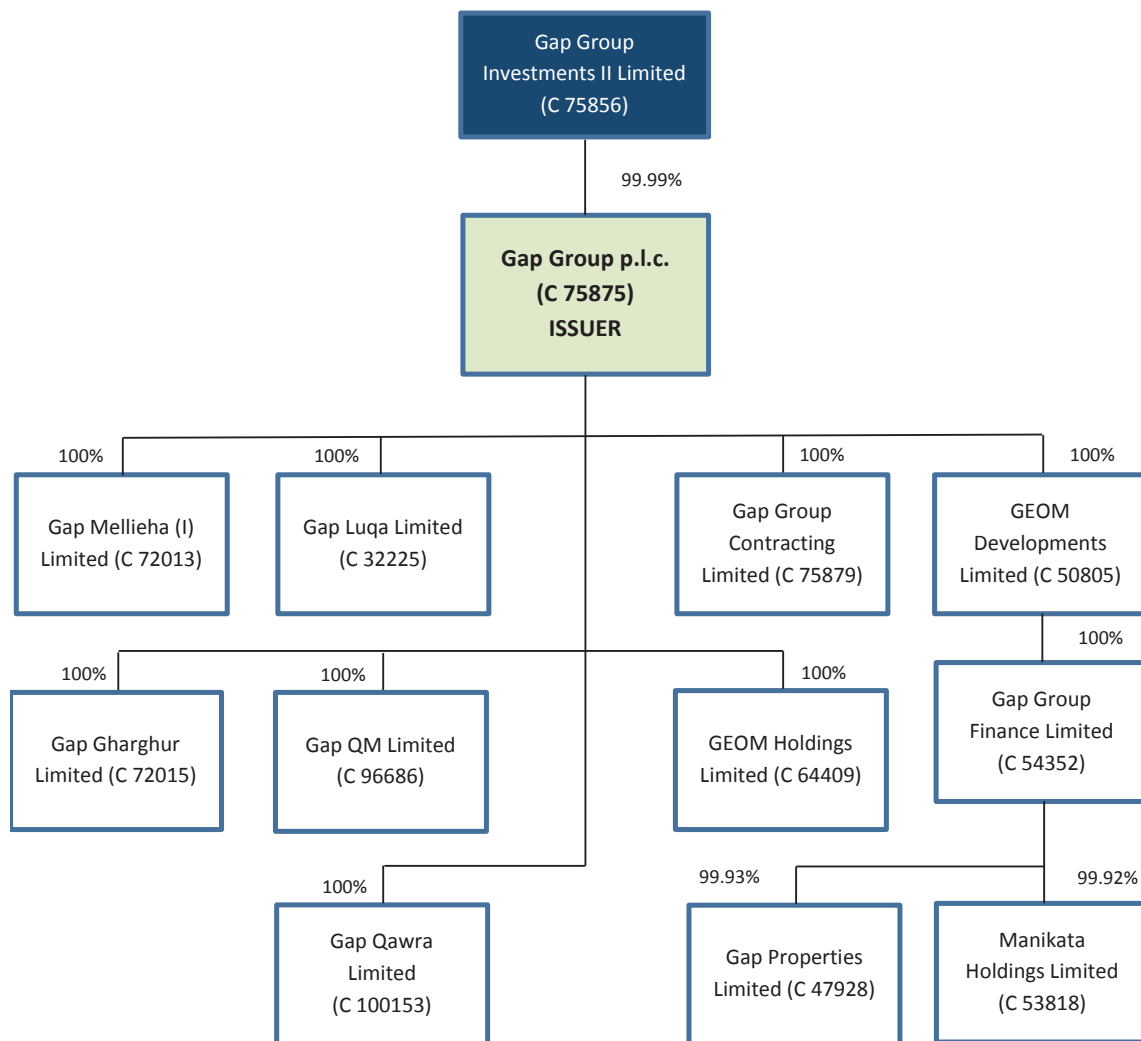 Gap Group
Investments II Limited
(C 75856)
99.99%
Gap Group p.l.c.
(C 75875)
ISSUER
100%
100%
100%
100%
Gap Mellieha (I)
Limited (C 72013)
Gap Luqa Limited
(C 32225)
Gap Group
Contracting
Limited (C 75879)
GEOM
Developments
Limited (C 50805)
100%
100%
100%
100%
Gap Gharghur
Limited (C 72015)
Gap QM Limited
(C 96686)
GEOM Holdings
Limited (C 64409)
Gap Group
Finance Limited
(C 54352)
100%
99.93%
99.92%
Gap Qawra
Limited
(C 100153)
Gap Properties
Limited (C 47928)
Manikata
Holdings Limited
(C 53818)